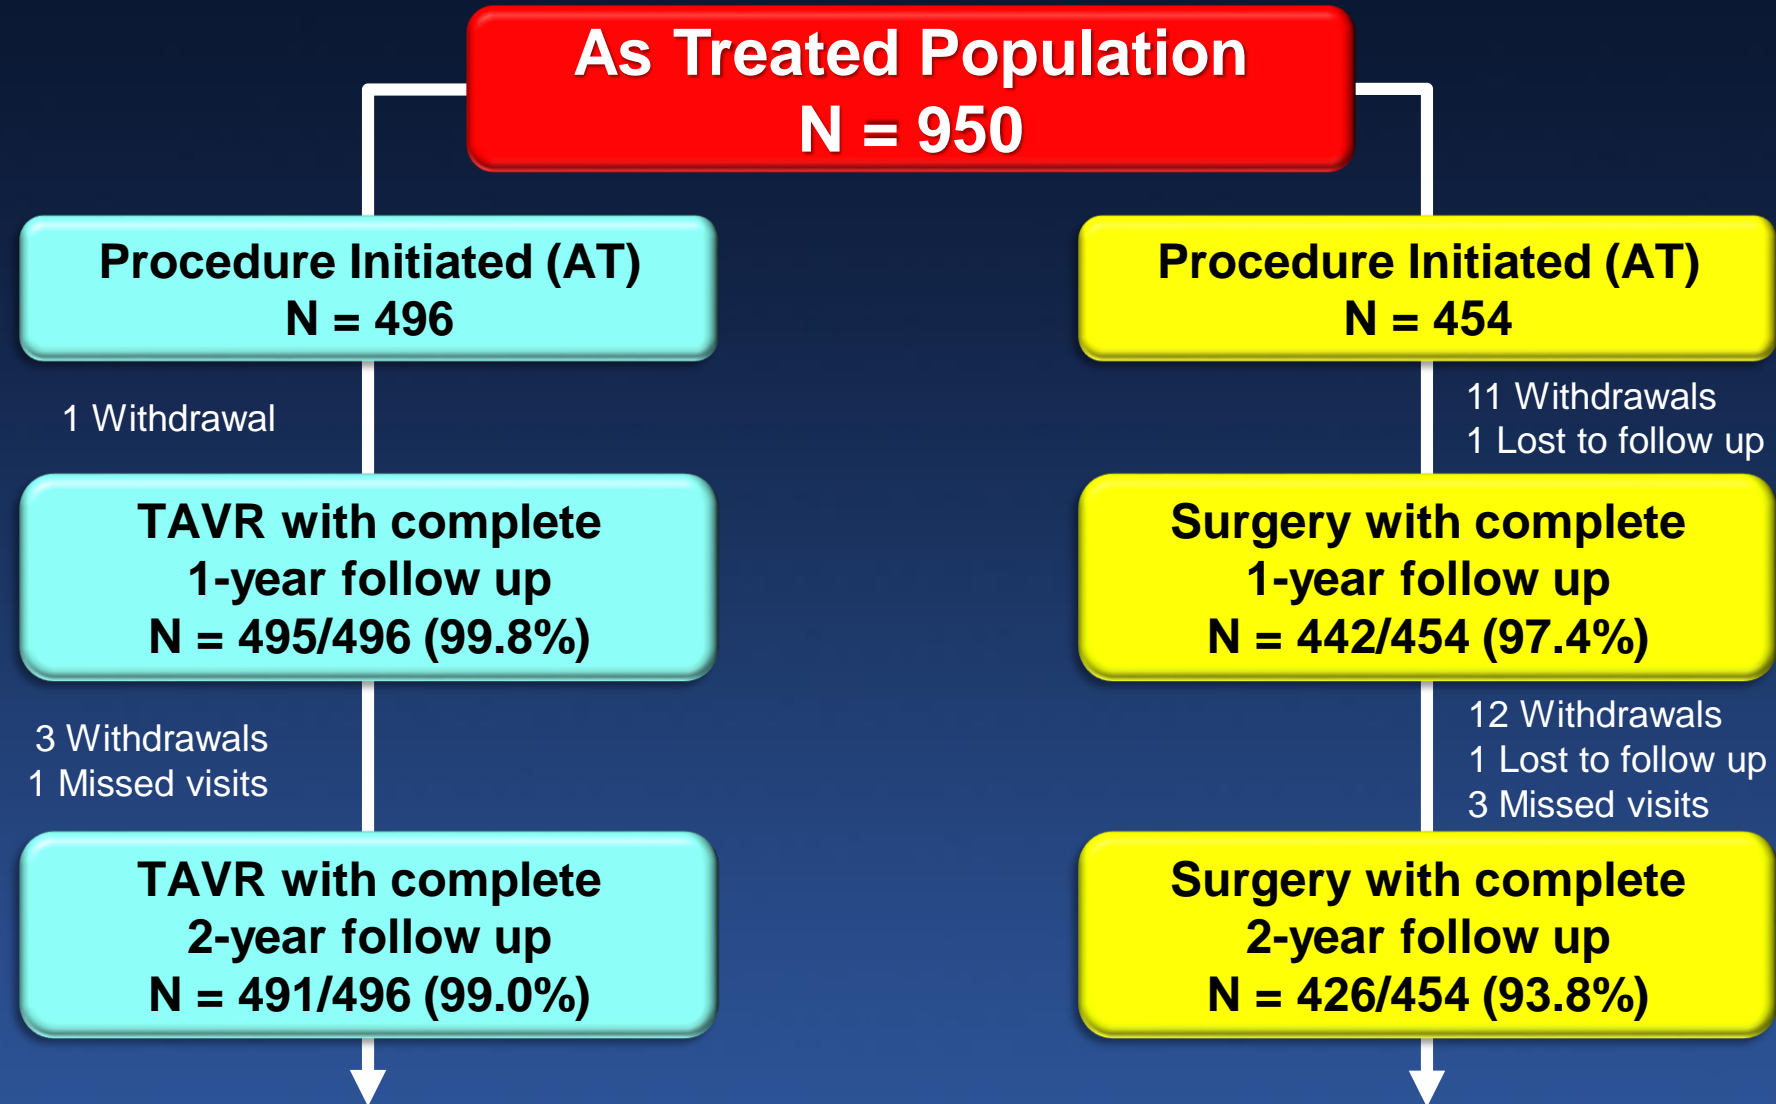 As Treated Population
N = 950
Procedure Initiated (AT)
N = 496
1 Withdrawal
TAVR with complete
1-year follow up
N = 495/496 (99.8%)
3 Withdrawals
1 Missed visits
TAVR with complete
2-year follow up
N = 491/496 (99.0%)
Procedure Initiated (AT)
N = 454
11 Withdrawals
1 Lost to follow up
Surgery with complete
1-year follow up
N = 442/454 (97.4%)
12 Withdrawals
1 Lost to follow up
3 Missed visits
Surgery with complete
2-year follow up
N = 426/454 (93.8%)